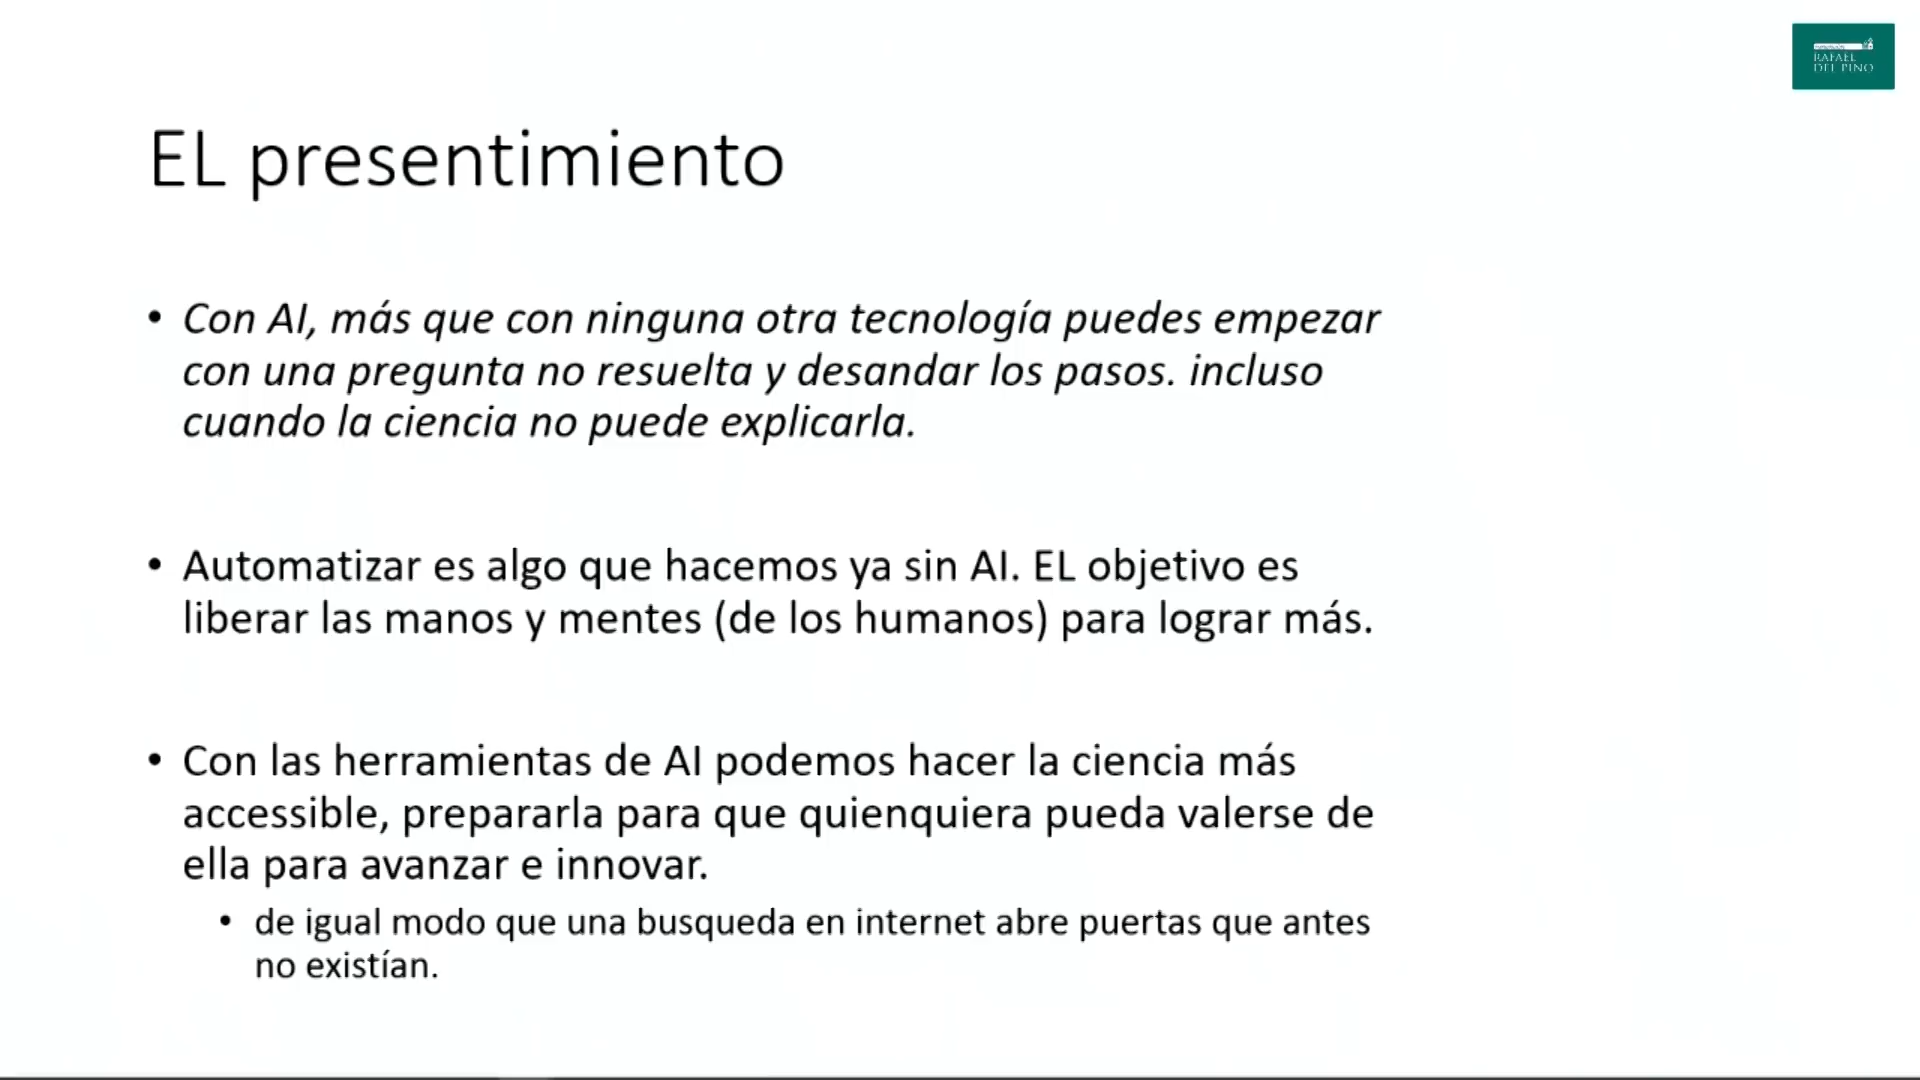 RAFAEL
DEL PINO
EL presentimiento
• Con AI, más que con ninguna otra tecnología puedes empezar
con una pregunta no resuelta y desandar los pasos. incluso
cuando la ciencia no puede explicarla.
• Automatizar es algo que hacemos ya sin AI. EL objetivo es
liberar las manos y mentes (de los humanos) para lograr más.
• Con las herramientas de AI podemos hacer la ciencia más
accessible, prepararla para que quienquiera pueda valerse de
ella para avanzar e innovar.
• de igual modo que una busqueda en internet abre puertas que antes
no existían.